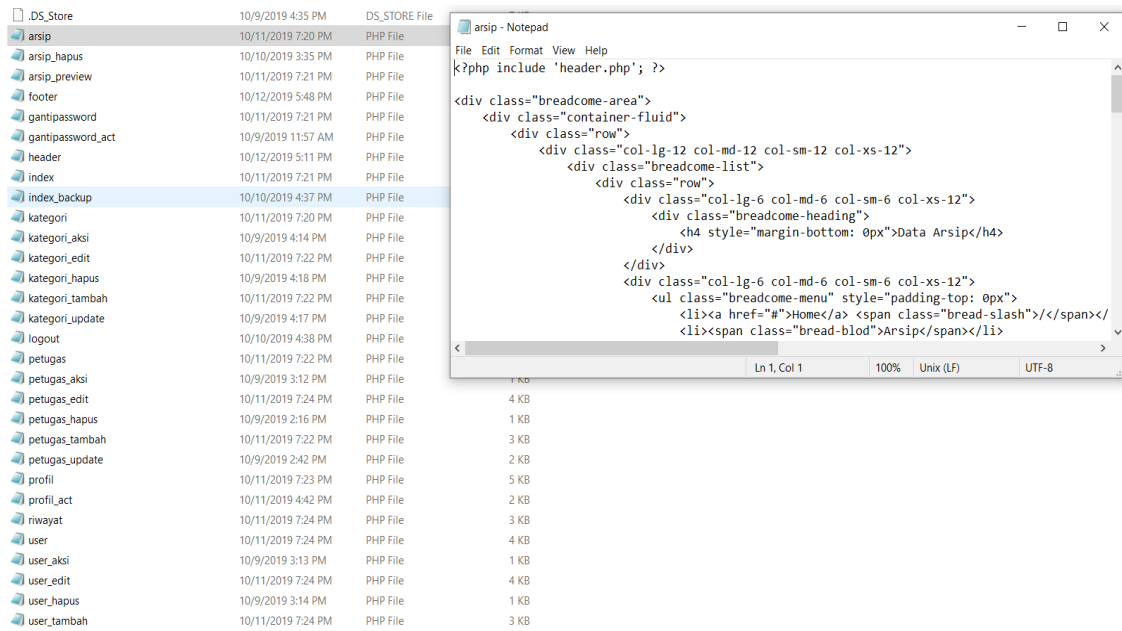 .DS_Store 10/9/2019 4:35 PM DS_STORE File
arsip 10/11/2019 7:20 PM PHP File
arsip_hapus 10/10/2019 3:35 PM PHP File
arsip_preview 10/11/2019 7:21 PM PHP File
footer 10/12/2019 5:48 PM PHP File
gantipassword 10/11/2019 7:21 PM PHP File
gantipassword_act 10/9/2019 11:57 AM PHP File
header 10/12/2019 5:11 PM PHP File
index 10/11/2019 7:21 PM PHP File
index_backup 10/10/2019 4:37 PM PHP File
kategori 10/11/2019 7:20 PM PHP File
kategori_aksi 10/9/2019 4:14 PM PHP File
kategori_edit 10/11/2019 7:22 PM PHP File
kategori_hapus 10/9/2019 4:18 PM PHP File
kategori_tambah 10/11/2019 7:22 PM PHP File
kategori_update 10/9/2019 4:17 PM PHP File
logout 10/10/2019 4:38 PM PHP File
petugas 10/11/2019 7:22 PM PHP File
petugas_aksi 10/9/2019 3:12 PM PHP File 1 KB
petugas_edit 10/11/2019 7:24 PM PHP File 4 KB
petugas_hapus 10/9/2019 2:16 PM PHP File 1 KB
petugas_tambah 10/11/2019 7:22 PM PHP File 3 KB
petugas_update 10/9/2019 2:42 PM PHP File 2 KB
profil 10/11/2019 7:23 PM PHP File 5 KB
profil_act 10/11/2019 4:42 PM PHP File 2 KB
riwayat 10/11/2019 7:24 PM PHP File 3 KB
user 10/11/2019 7:24 PM PHP File 4 KB
user_aksi 10/9/2019 3:13 PM PHP File 1 KB
user_edit 10/11/2019 7:24 PM PHP File 4 KB
user_hapus 10/9/2019 3:14 PM PHP File 1 KB
user_tambah 10/11/2019 7:24 PM PHP File 3 KB
arsip - Notepad
File Edit Format View Help
<?php include 'header.php'; ?>
<div class="breadcome-area">
<div class="container-fluid">
<div class="row">
<div class="col-lg-12 col-md-12 col-sm-12 col-xs-12">
<div class="breadcome-list">
<div class="row">
<div class="col-lg-6 col-md-6 col-sm-6 col-xs-12">
<div class="breadcome-heading">
<h4 style="margin-bottom: 0px">Data Arsip</h4>
</div>
</div>
<div class="col-lg-6 col-md-6 col-sm-6 col-xs-12">
<ul class="breadcome-menu" style="padding-top: 0px">
<li><a href="#">Home</a> <span class="bread-slash">/</span></
<li><span class="bread-blod">Arsip</span></li>
Ln 1, Col 1 100% Unix (LF) UTF-8